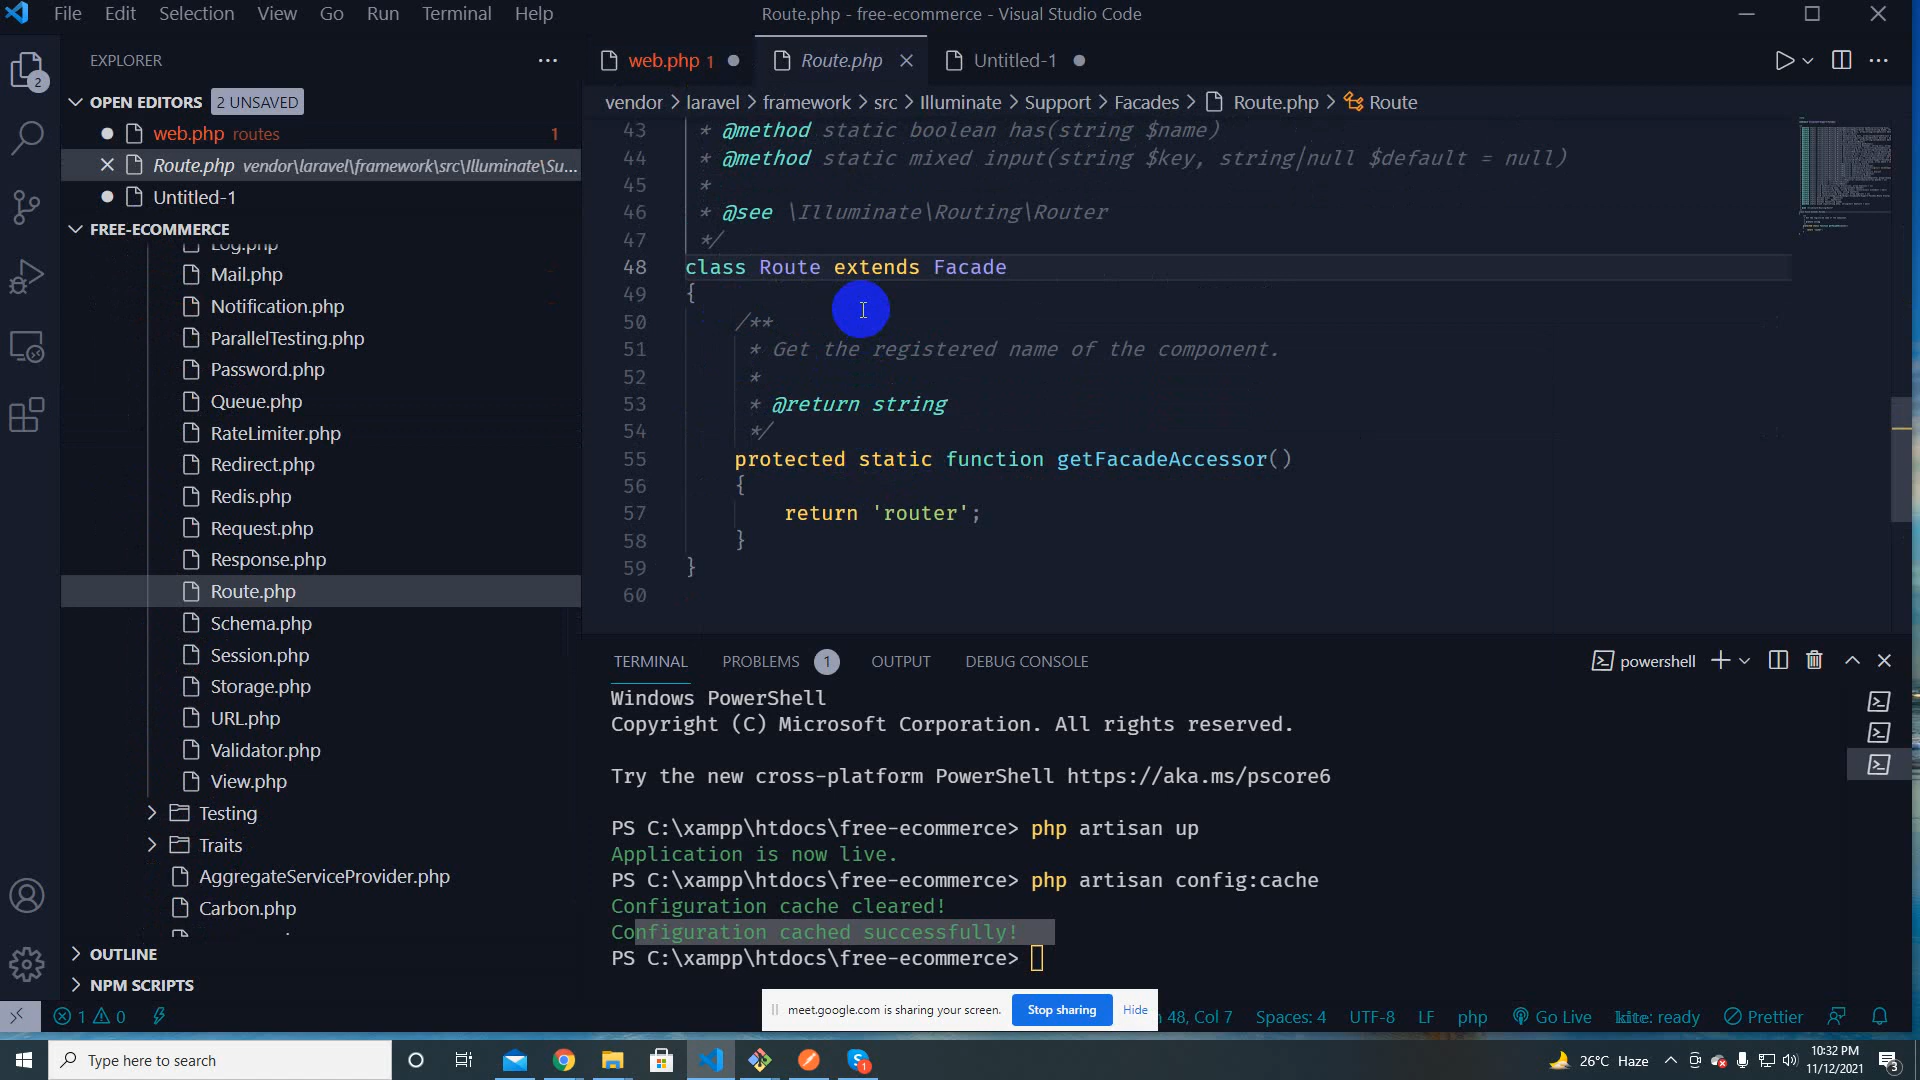 File Edit Selection View Go Run Terminal Help
Route.php - free-ecommerce - Visual Studio Code
EXPLORER
web.php 1
Route.php
Untitled-1
2
OPEN EDITORS 2 UNSAVED
vendor > laravel > framework > src > Illuminate > Support > Facades > Route.php > Route
web.php routes 1
Route.php vendor\laravel\framework\src\Illuminate\Su...
Untitled-1
FREE-ECOMMERCE
Log.php
Mail.php
Notification.php
ParallelTesting.php
Password.php
Queue.php
RateLimiter.php
Redirect.php
Redis.php
Request.php
Response.php
Route.php
Schema.php
Session.php
Storage.php
URL.php
Validator.php
View.php
Testing
Traits
AggregateServiceProvider.php
Carbon.php
OUTLINE
NPM SCRIPTS
43 * @method static boolean has(string $name)
44 * @method static mixed input(string $key, string|null $default = null)
45 *
46 * @see \Illuminate\Routing\Router
47 */
48 class Route extends Facade
49 {
50 /**
51 * Get the registered name of the component.
52 *
53 * @return string
54 */
55 protected static function getFacadeAccessor()
56 {
57 return 'router';
58 }
59 }
60
TERMINAL PROBLEMS 1 OUTPUT DEBUG CONSOLE
powershell
Windows PowerShell
Copyright (C) Microsoft Corporation. All rights reserved.
Try the new cross-platform PowerShell https://aka.ms/pscore6
PS C:\xampp\htdocs\free-ecommerce> php artisan up
Application is now live.
PS C:\xampp\htdocs\free-ecommerce> php artisan config:cache
Configuration cache cleared!
Configuration cached successfully!
PS C:\xampp\htdocs\free-ecommerce>
meet.google.com is sharing your screen. Stop sharing Hide
1 0
48, Col 7 Spaces: 4 UTF-8 LF php Go Live kite: ready Prettier
Type here to search
1
26°C Haze
10:32 PM
11/12/2021
3